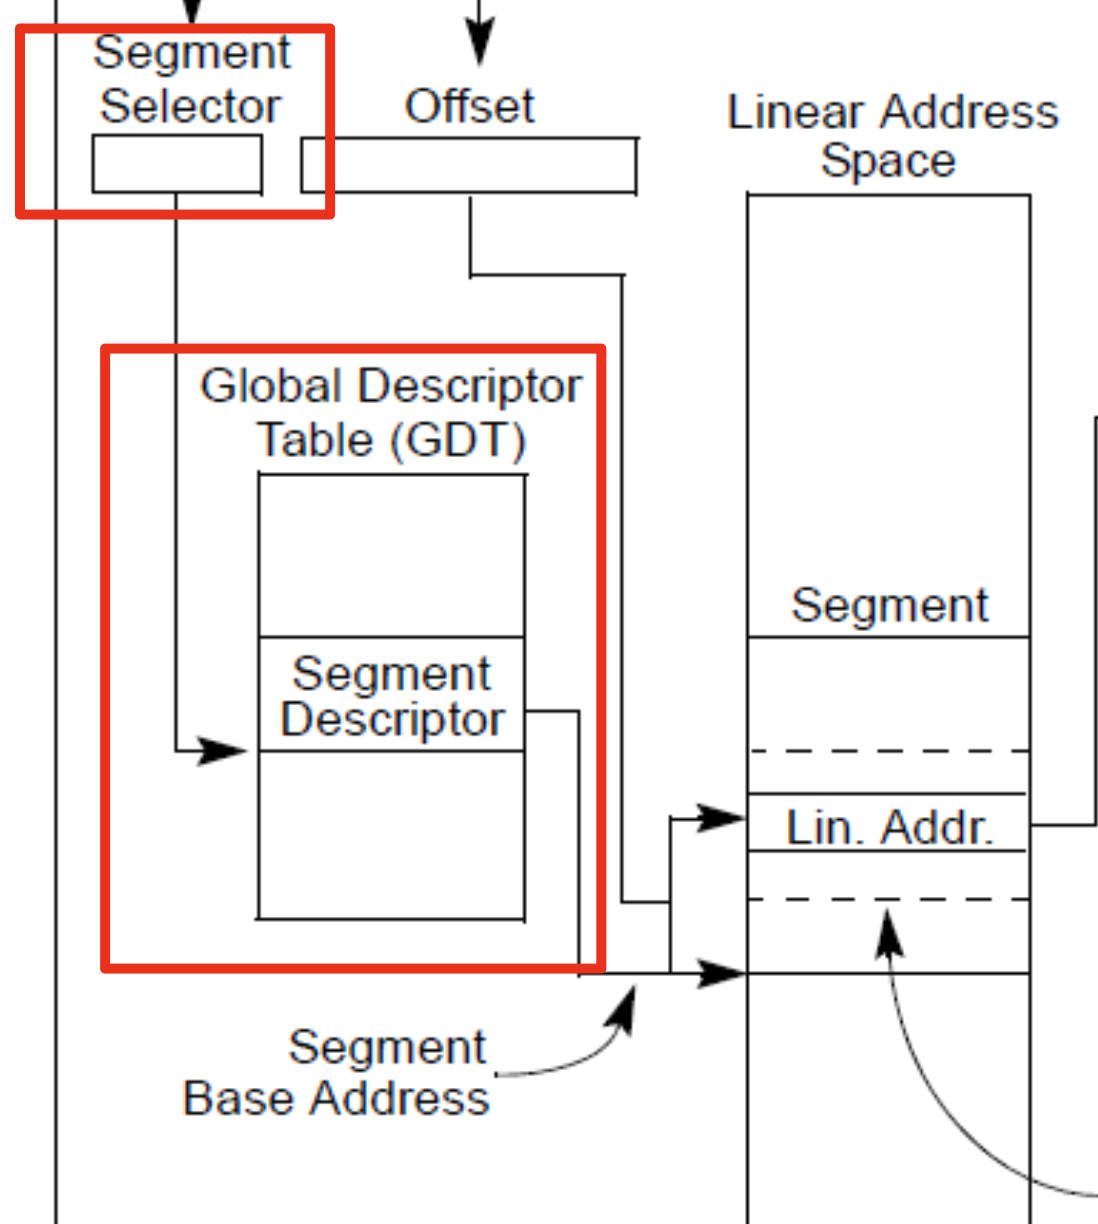 Segment
Selector
Offset
Linear Address
Space
Global Descriptor
Table (GDT)
Segment
Segment
Descriptor
Lin. Addr.
Segment
Base Address